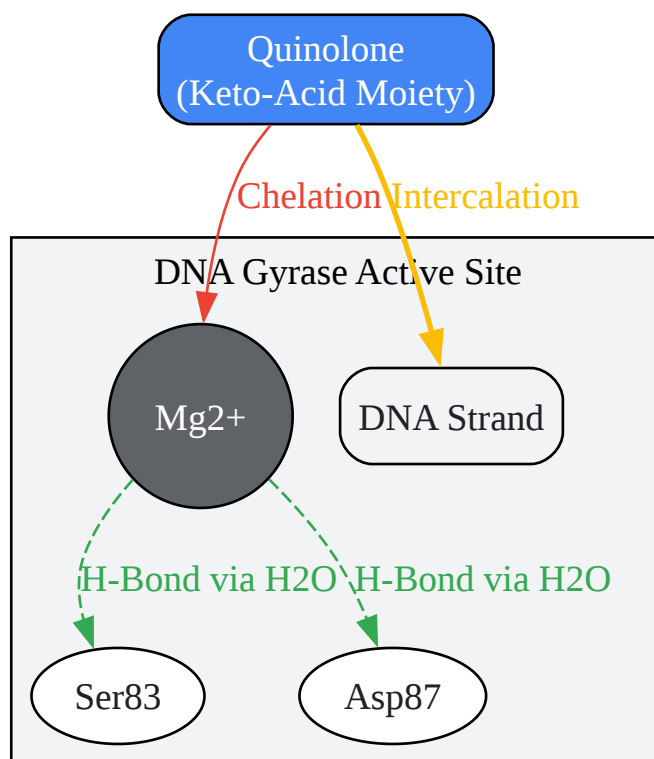 Quinolone
(Keto-Acid Moiety)
Chelation
Intercalation
DNA Gyrase Active Site
Mg2+
DNA Strand
H-Bond via H2O
H-Bond via H2O
Ser83
Asp87